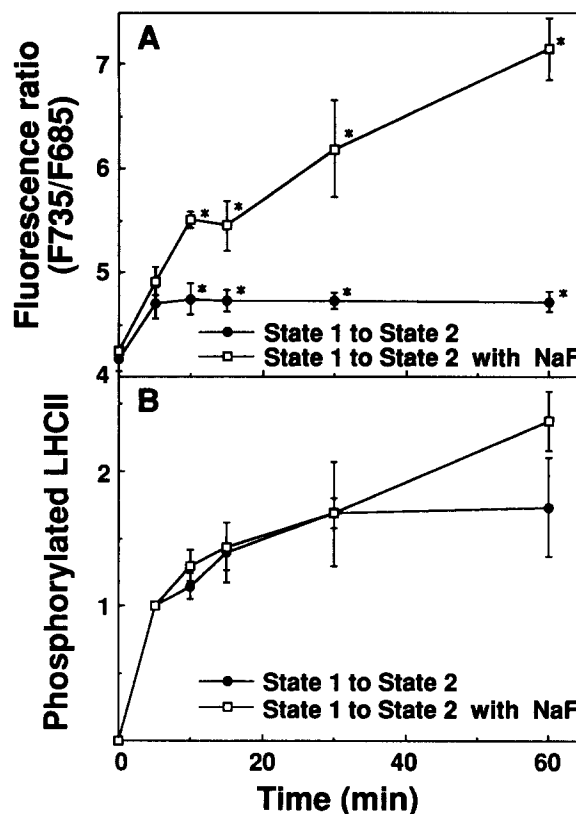 A
Fluorescence ratio
(F735/F685)
7
6
5
4
*
*
*
*
*
*
*
*
State 1 to State 2
State 1 to State 2 with NaF
B
Phosphorylated LHCII
2
1
State 1 to State 2
State 1 to State 2 with NaF
0 20 40 60
Time (min)